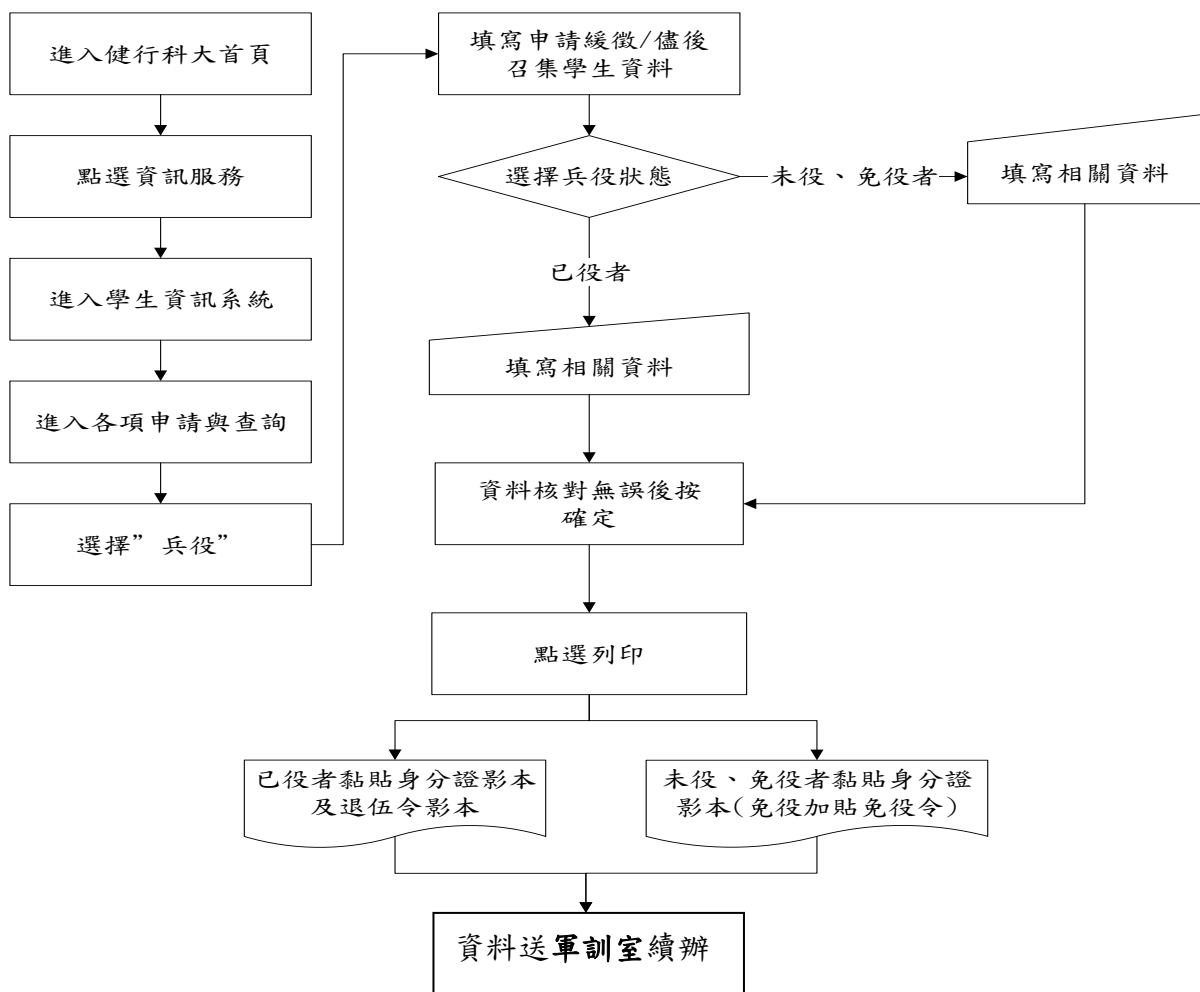 進入健行科大首頁
點選資訊服務
進入學生資訊系統
進入各項申請與查詢
選擇”兵役”
填寫申請緩徵/儘後
召集學生資料
選擇兵役狀態
未役、免役者
填寫相關資料
已役者
填寫相關資料
資料核對無誤後按
確定
點選列印
已役者黏貼身分證影本
及退伍令影本
未役、免役者黏貼身分證
影本(免役加貼免役令)
資料送軍訓室續辦